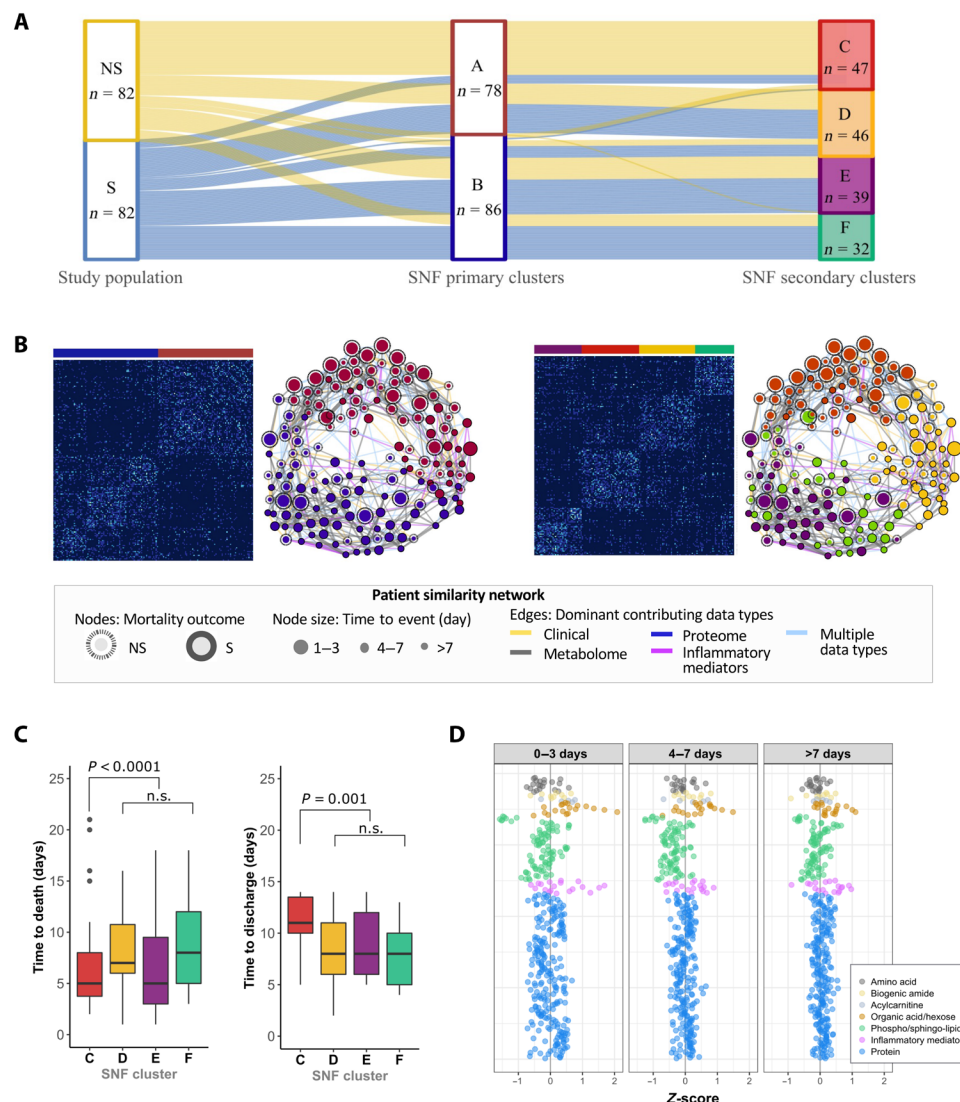 A
NS
n = 82
S
n = 82
A
n = 78
B
n = 86
C
n = 47
D
n = 46
E
n = 39
F
n = 32
Study population
SNF primary clusters
SNF secondary clusters
B
Patient similarity network
Nodes: Mortality outcome
NS
S
Node size: Time to event (day)
1–3
4–7
>7
Edges: Dominant contributing data types
Clinical
Metabolome
Proteome
Inflammatory
mediators
Multiple
data types
C
P < 0.0001
n.s.
Time to death (days)
25
20
15
10
5
0
C D E F
SNF cluster
P = 0.001
n.s.
Time to discharge (days)
25
20
15
10
5
0
C D E F
SNF cluster
D
0–3 days
4–7 days
>7 days
Amino acid
Biogenic amide
Acylcarnitine
Organic acid/hexose
Phospho/sphingo-lipid
Inflammatory mediato
Protein
−1 0 1 2
−1 0 1 2
−1 0 1 2
Z-score